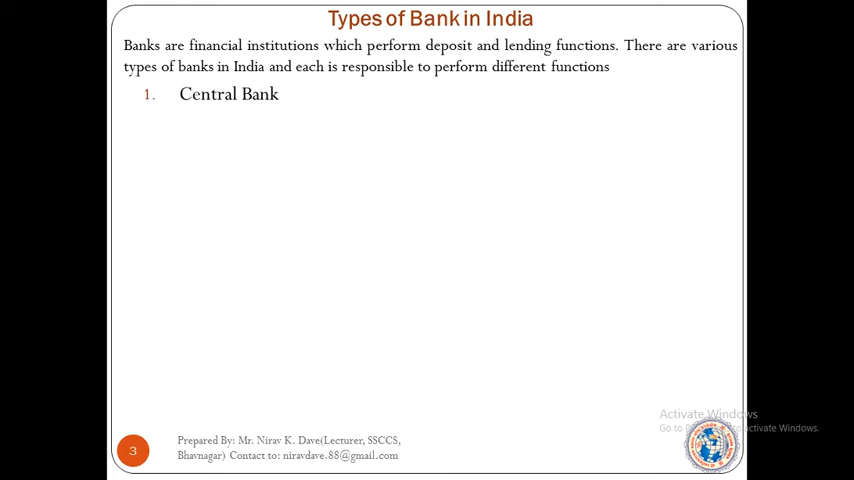 Types of Bank in India
Banks are financial institutions which perform deposit and lending functions. There are various
types of banks in India and each is responsible to perform different functions
1. Central Bank
Activate Windows
Go to activate Windows.
3
Prepared By: Mr. Nirav K. Dave(Lecturer, SSCCS,
Bhavnagar) Contact to: niravdave.88@gmail.com